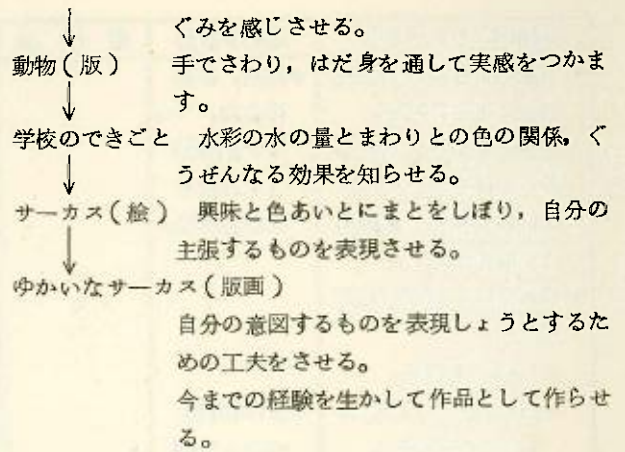 ぐみを感じさせる。
動物（版） 手でさわり，はだ身を通して実感をつかま
す。
学校のできごと 水彩の水の量とまわりとの色の関係，ぐ
うぜんなる効果を知らせる。
サーカス（絵） 興味と色あいとにまとをしぼり，自分の
主張するものを表現させる。
ゆかいなサーカス（版画）
自分の意図するものを表現しょうとするた
めの工夫をさせる。
今までの経験を生かして作品として作らせ
る。